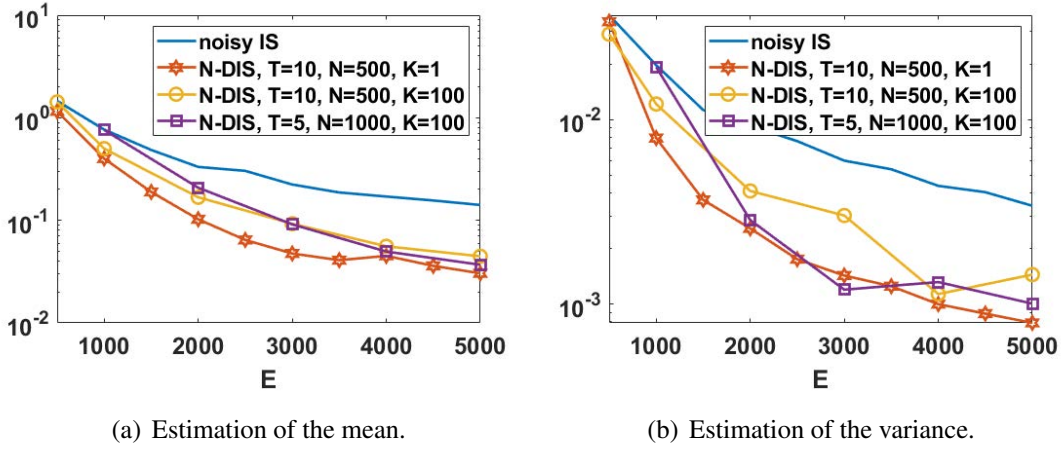 10^1
10^0
10^-1
10^-2
noisy IS
N-DIS, T=10, N=500, K=1
N-DIS, T=10, N=500, K=100
N-DIS, T=5, N=1000, K=100
1000 2000 3000 4000 5000
E
(a) Estimation of the mean.
10^-2
10^-3
noisy IS
N-DIS, T=10, N=500, K=1
N-DIS, T=10, N=500, K=100
N-DIS, T=5, N=1000, K=100
1000 2000 3000 4000 5000
E
(b) Estimation of the variance.